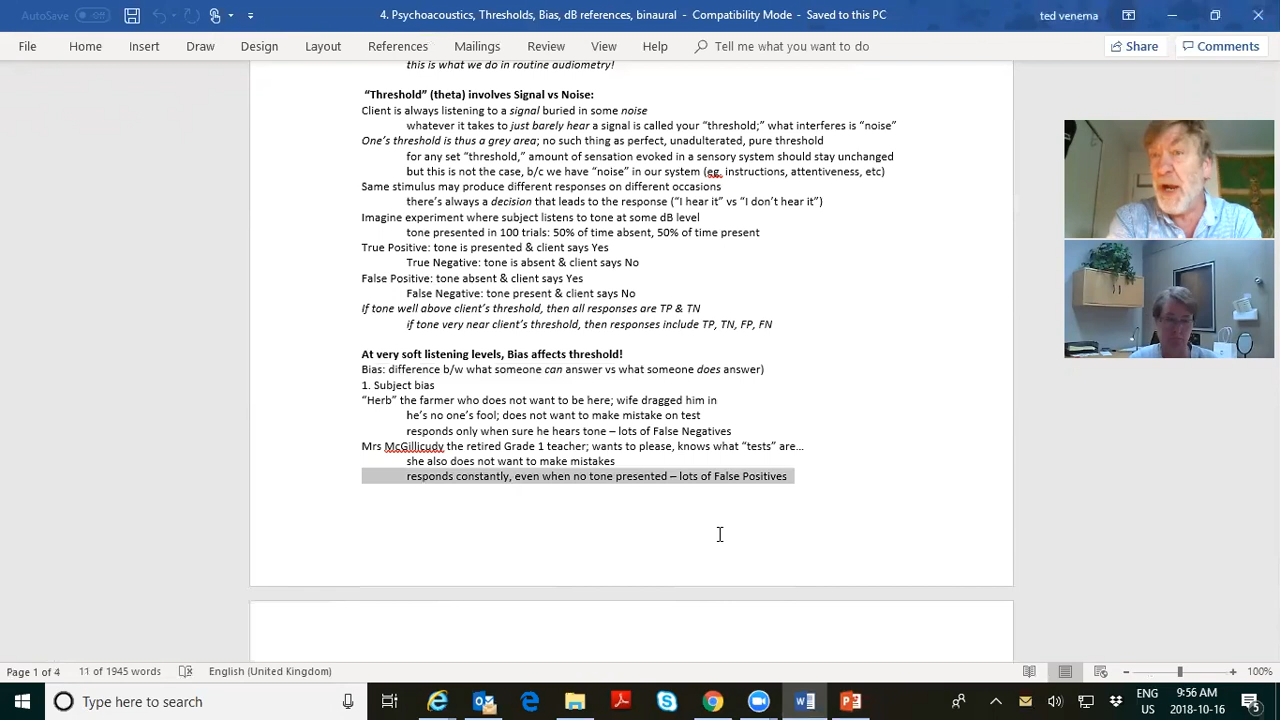 AutoSave Off
4. Psychoacoustics, Thresholds, Bias, dB references, binaural - Compatibility Mode - Saved to this PC
ted venema
File Home Insert Draw Design Layout References Mailings Review View Help Tell me what you want to do Share Comments
this is what we do in routine audiometry!
“Threshold” (theta) involves Signal vs Noise:
Client is always listening to a signal buried in some noise
whatever it takes to just barely hear a signal is called your “threshold;” what interferes is “noise”
One’s threshold is thus a grey area; no such thing as perfect, unadulterated, pure threshold
for any set “threshold,” amount of sensation evoked in a sensory system should stay unchanged
but this is not the case, b/c we have “noise” in our system (eg. instructions, attentiveness, etc)
Same stimulus may produce different responses on different occasions
there’s always a decision that leads to the response (“I hear it” vs “I don’t hear it”)
Imagine experiment where subject listens to tone at some dB level
tone presented in 100 trials: 50% of time absent, 50% of time present
True Positive: tone is presented & client says Yes
True Negative: tone is absent & client says No
False Positive: tone absent & client says Yes
False Negative: tone present & client says No
If tone well above client’s threshold, then all responses are TP & TN
if tone very near client’s threshold, then responses include TP, TN, FP, FN
At very soft listening levels, Bias affects threshold!
Bias: difference b/w what someone can answer vs what someone does answer)
1. Subject bias
“Herb” the farmer who does not want to be here; wife dragged him in
he’s no one’s fool; does not want to make mistake on test
responds only when sure he hears tone – lots of False Negatives
Mrs McGillicudy the retired Grade 1 teacher; wants to please, knows what “tests” are…
she also does not want to make mistakes
responds constantly, even when no tone presented – lots of False Positives
Page 1 of 4 11 of 1945 words English (United Kingdom) 100%
Type here to search
ENG
US
9:56 AM
2018-10-16
5